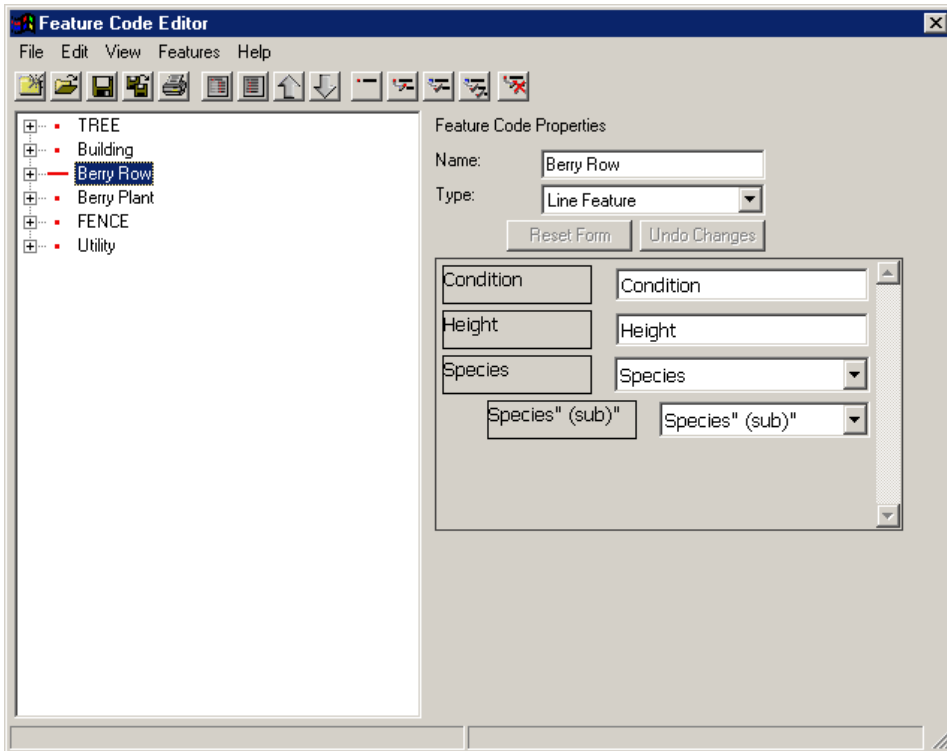 Feature Code Editor
File Edit View Features Help
TREE
Building
Berry Row
Berry Plant
FENCE
Utility
Feature Code Properties
Name: Berry Row
Type: Line Feature
Reset Form Undo Changes
Condition Condition
Height Height
Species Species
Species" (sub)" Species" (sub)"